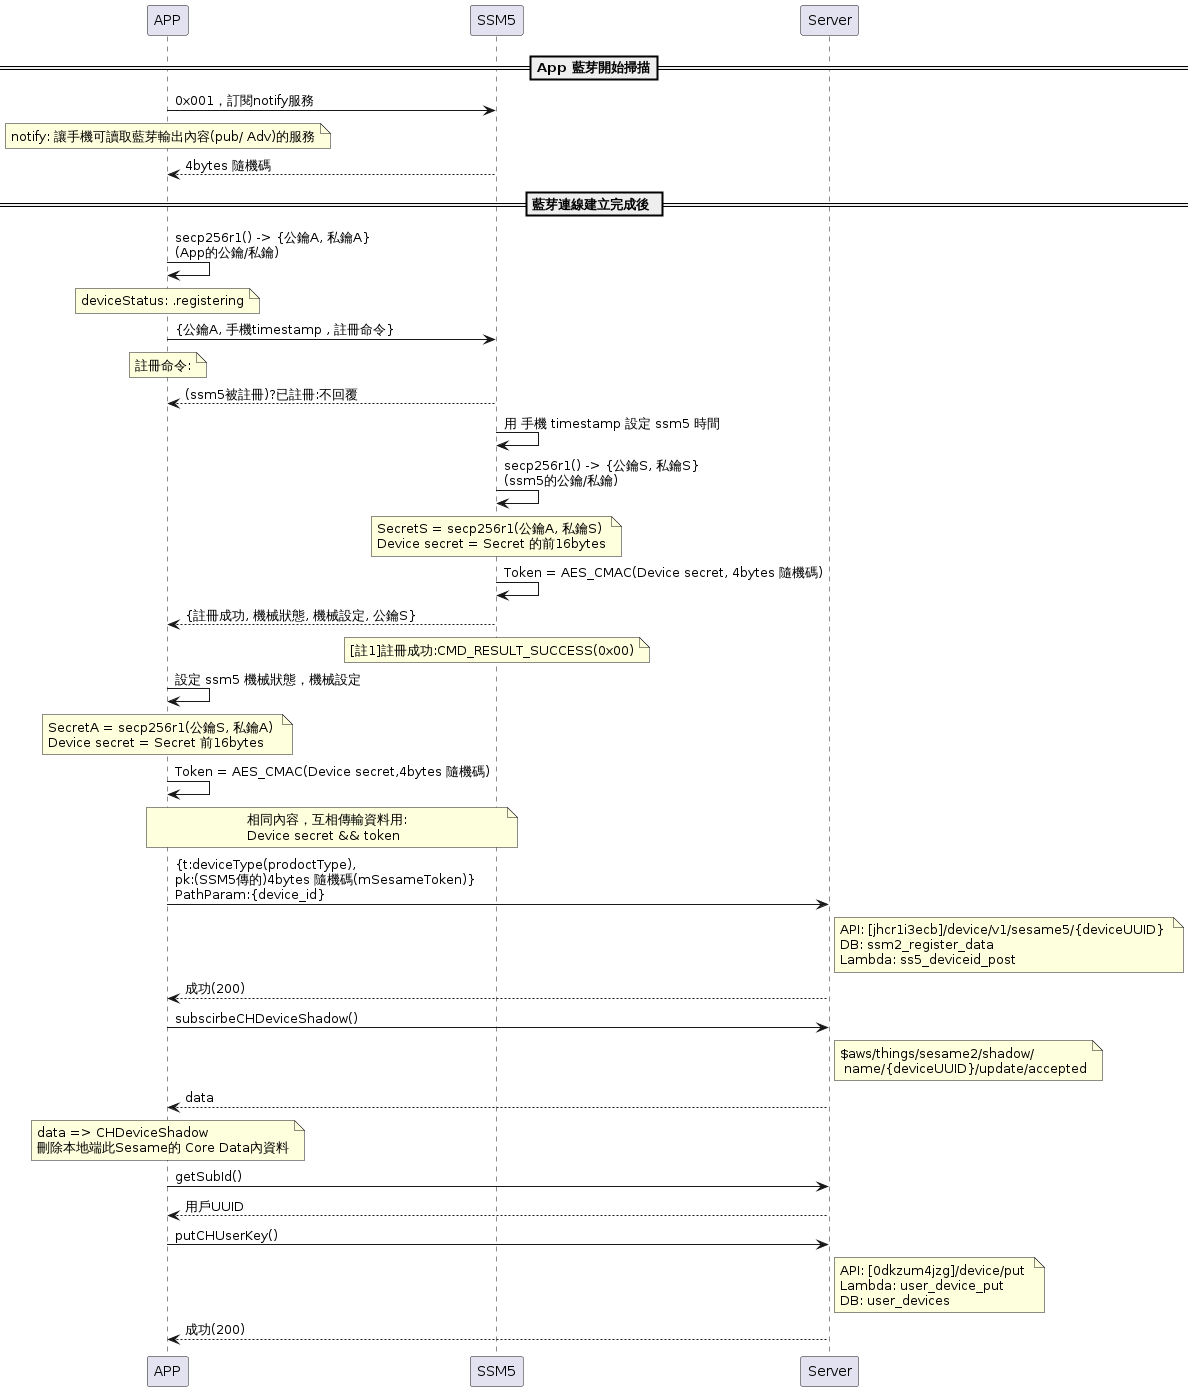 APP
SSM5
Server
App 藍芽開始掃描
0x001，訂閱notify服務
notify: 讓手機可讀取藍芽輸出內容(pub/ Adv)的服務
4bytes 隨機碼
藍芽連線建立完成後
secp256r1() -> {公鑰A, 私鑰A}
(App的公鑰/私鑰)
deviceStatus: .registering
{公鑰A, 手機timestamp , 註冊命令}
註冊命令:
(ssm5被註冊)?已註冊:不回覆
用 手機 timestamp 設定 ssm5 時間
secp256r1() -> {公鑰S, 私鑰S}
(ssm5的公鑰/私鑰)
SecretS = secp256r1(公鑰A, 私鑰S)
Device secret = Secret 的前16bytes
Token = AES_CMAC(Device secret, 4bytes 隨機碼)
{註冊成功, 機械狀態, 機械設定, 公鑰S}
[註1]註冊成功:CMD_RESULT_SUCCESS(0x00)
設定 ssm5 機械狀態，機械設定
SecretA = secp256r1(公鑰S, 私鑰A)
Device secret = Secret 前16bytes
Token = AES_CMAC(Device secret,4bytes 隨機碼)
相同內容，互相傳輸資料用:
Device secret && token
{t:deviceType(prodoctType),
pk:(SSM5傳的)4bytes 隨機碼(mSesameToken)}
PathParam:{device_id}
API: [jhcr1i3ecb]/device/v1/sesame5/{deviceUUID}
DB: ssm2_register_data
Lambda: ss5_deviceid_post
成功(200)
subscirbeCHDeviceShadow()
$aws/things/sesame2/shadow/
name/{deviceUUID}/update/accepted
data
data => CHDeviceShadow
刪除本地端此Sesame的 Core Data內資料
getSubId()
用戶UUID
putCHUserKey()
API: [0dkzum4jzg]/device/put
Lambda: user_device_put
DB: user_devices
成功(200)
APP
SSM5
Server